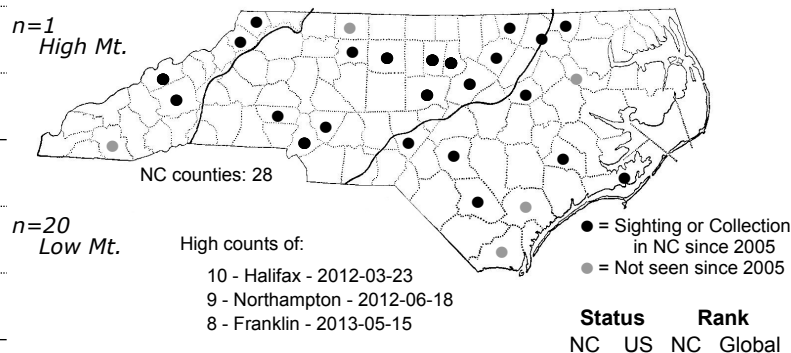 n=1
High Mt.
NC counties: 28
n=20
Low Mt.
High counts of:
10 - Halifax - 2012-03-23
9 - Northampton - 2012-06-18
8 - Franklin - 2013-05-15
= Sighting or Collection
in NC since 2005
= Not seen since 2005
Status Rank
NC US NC Global